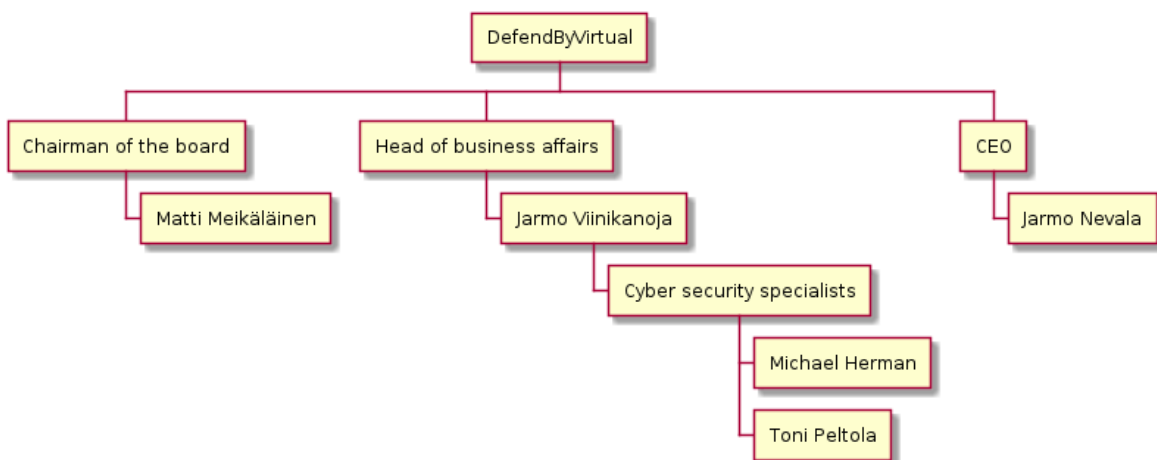 DefendByVirtual
Chairman of the board
Head of business affairs
CEO
Matti Meikäläinen
Jarmo Viinikanoja
Jarmo Nevala
Cyber security specialists
Michael Herman
Toni Peltola